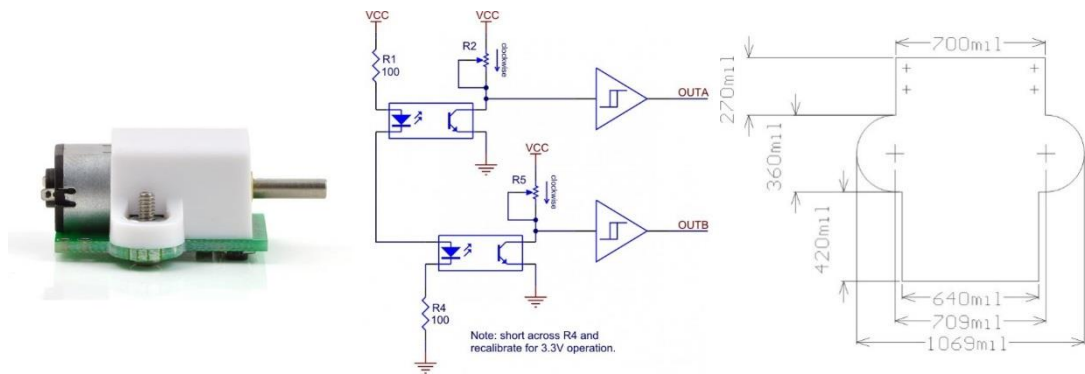 VCC
VCC
R1
100
R2
clockwise
OUTA
VCC
R5
clockwise
OUTB
R4
100
Note: short across R4 and
recalibrate for 3.3V operation.
700mil
270mil
360mil
420mil
640mil
709mil
1069mil